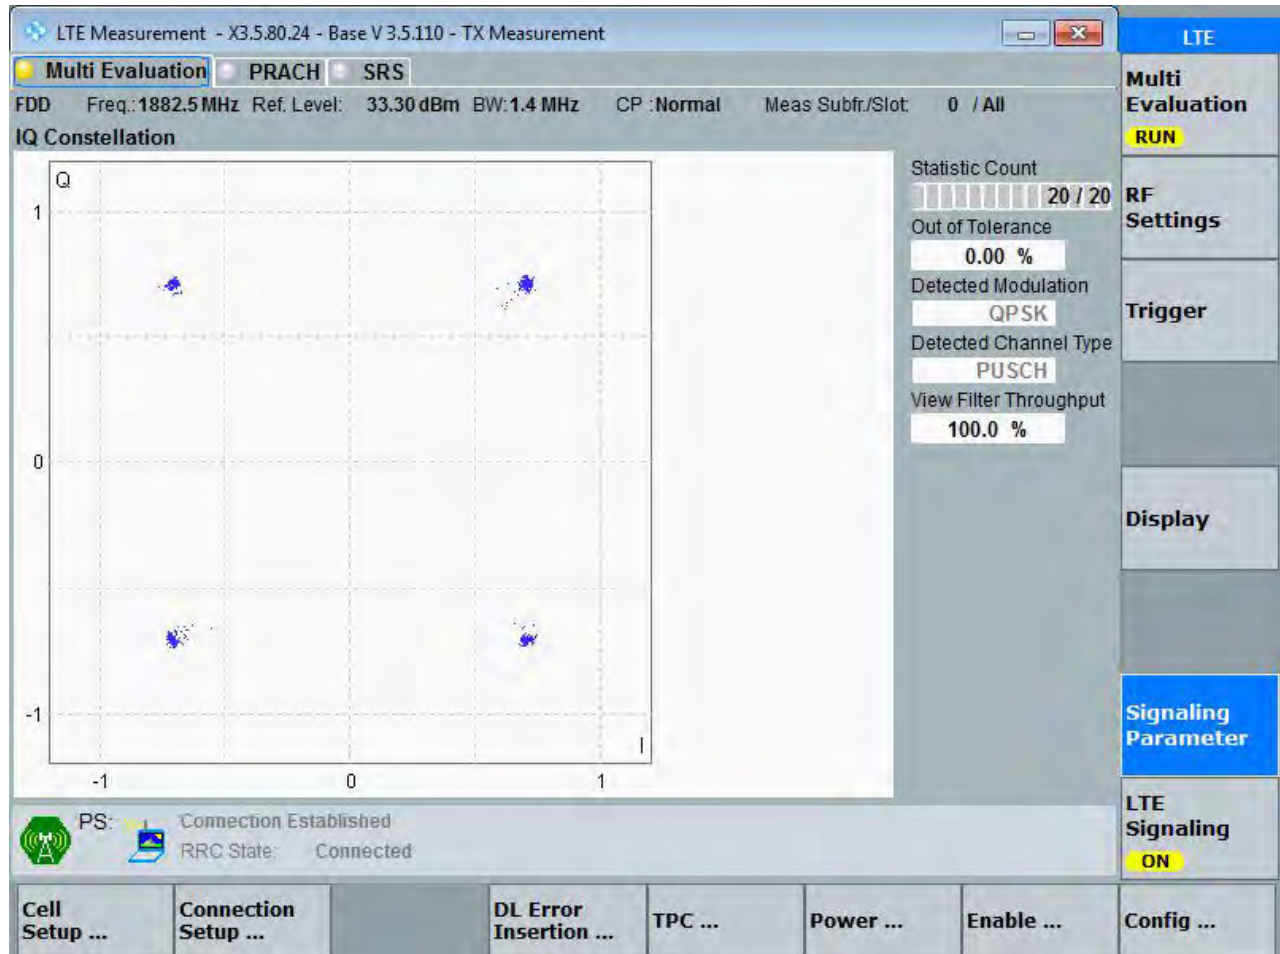 LTE Measurement - X3.5.80.24 - Base V 3.5.110 - TX Measurement
LTE
Multi Evaluation PRACH SRS
FDD Freq.: 1882.5 MHz Ref. Level: 33.30 dBm BW: 1.4 MHz CP : Normal Meas Subfr./Slot: 0 / All
IQ Constellation
Q
1
0
-1
I
-1 0 1
Statistic Count
20 / 20
Out of Tolerance
0.00 %
Detected Modulation
QPSK
Detected Channel Type
PUSCH
View Filter Throughput
100.0 %
Multi
Evaluation
RUN
RF
Settings
Trigger
Display
Signaling
Parameter
LTE
Signaling
ON
PS: Connection Established
RRC State: Connected
Cell
Setup ...
Connection
Setup ...
DL Error
Insertion ...
TPC ...
Power ...
Enable ...
Config ...